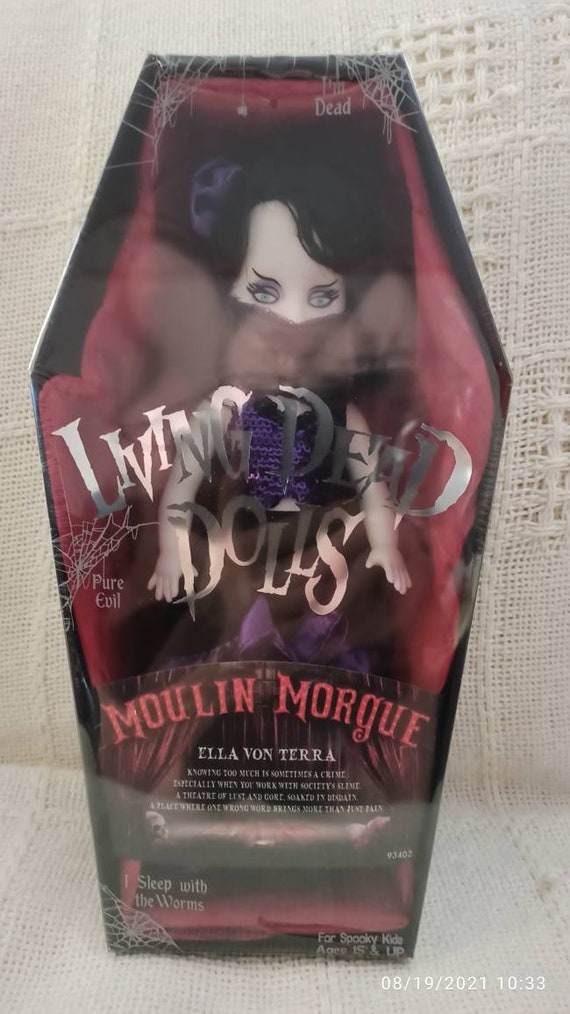 I'm
Dead
LIVING DEAD
DOLLS
Pure
Evil
MOULIN MORGUE
ELLA VON TERRA
KNOWING TOO MUCH IS SOMETIMES A CRIME
ESPECIALLY WHEN YOU WORK WITH SOCIETY'S SLIME.
A THEATRE OF LUST AND GORE, SOAKED IN DISDAIN
A PLACE WHERE ONE WRONG WORD BRINGS MORE THAN JUST PAIN
93402
I Sleep with
the Worms
For Spooky Kids
Ages 15 & UP
08/19/2021 10:33